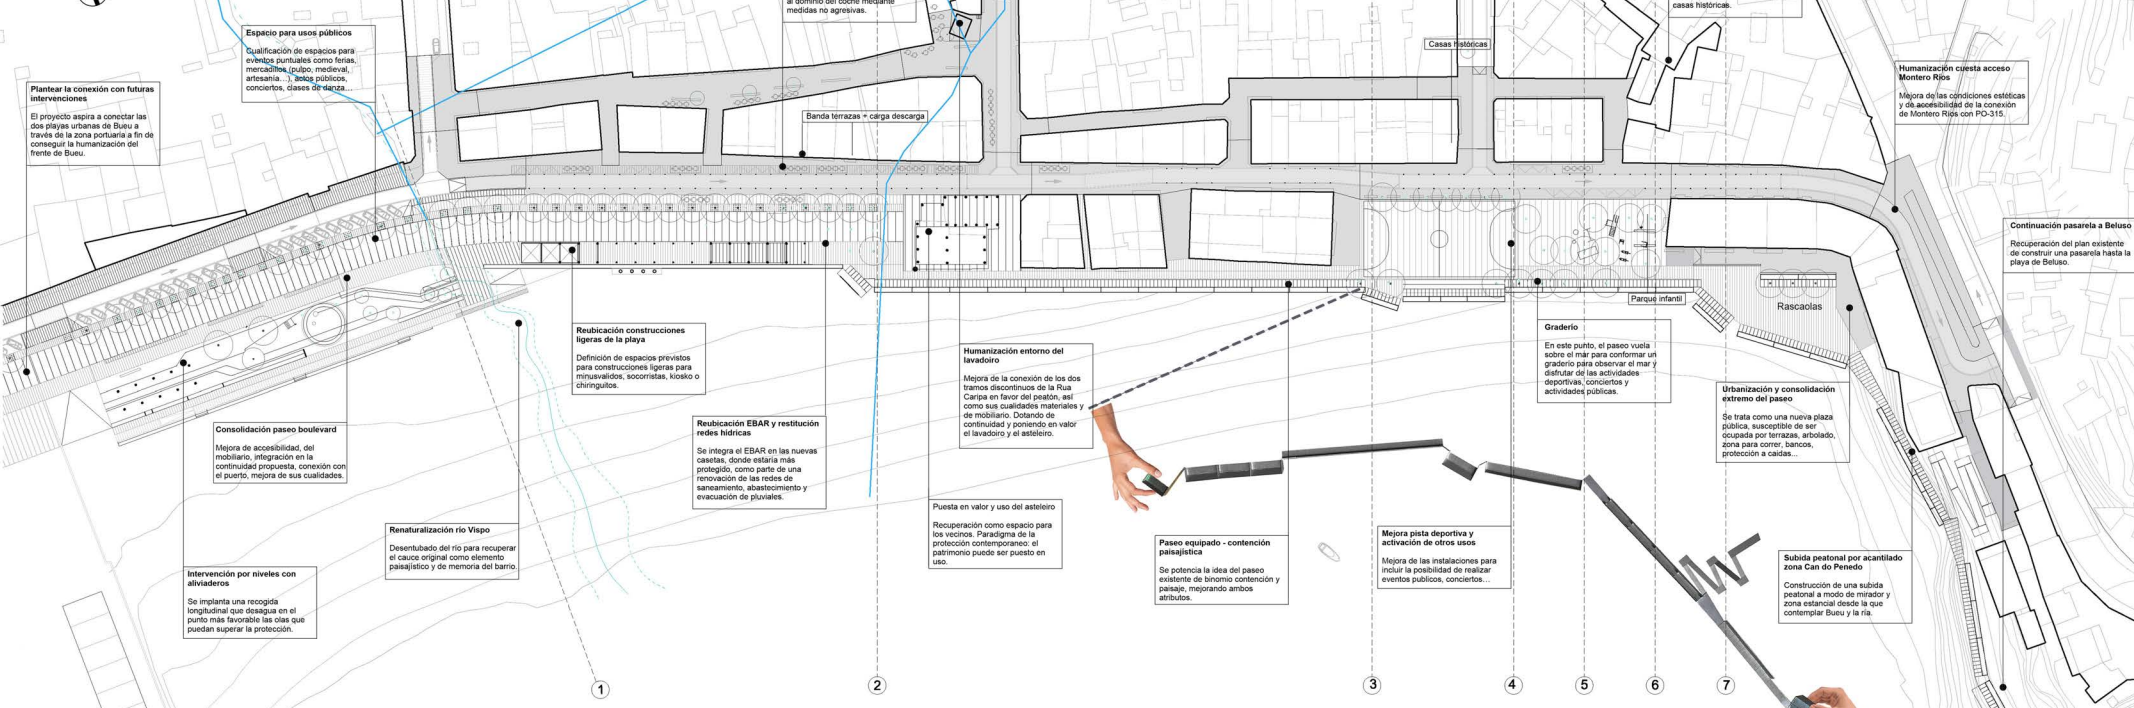 al dominio del coche mediante
medidas no agresivas.
casas históricas.
Espacio para usos públicos
Cualificación de espacios para
eventos puntuales como ferias,
mercadillos (pulpo, medieval,
artesanía…), actos públicos,
conciertos, clases de danza…
Casas históricas
Plantear la conexión con futuras
intervenciones
El proyecto aspira a conectar las
dos playas urbanas de Bueu a
través de la zona portuaria a fin de
conseguir la humanización del
frente de Bueu.
Banda terrazas + carga descarga
Humanización cuesta acceso
Montero Ríos
Mejora de las condiciones estéticas
y de accesibilidad de la conexión
de Montero Ríos con PO-315.
Continuación pasarela a Beluso
Recuperación del plan existente
de construir una pasarela hasta la
playa de Beluso.
Parque infantil
Rascaolas
Reubicación construcciones
ligeras de la playa
Definición de espacios previstos
para construcciones ligeras para
minusvalidos, socorristas, kiosko o
chiringuitos.
Humanización entorno del
lavadoiro
Mejora de la conexión de los dos
tramos discontinuos de la Rua
Caripa en favor del peatón, así
como sus cualidades materiales y
de mobiliario. Dotando de
continuidad y poniendo en valor
el lavadoiro y el asteleiro.
Graderío
En este punto, el paseo vuela
sobre el mar para conformar un
graderío para observar el mar y
disfrutar de las actividades
deportivas, conciertos y
actividades públicas.
Urbanización y consolidación
extremo del paseo
Se trata como una nueva plaza
pública, susceptible de ser
ocupada por terrazas, arbolado,
zona para correr, bancos,
protección a caídas...
Consolidación paseo boulevard
Mejora de accesibilidad, del
mobiliario, integración en la
continuidad propuesta, conexión con
el puerto, mejora de sus cualidades.
Reubicación EBAR y restitución
redes hídricas
Se integra el EBAR en las nuevas
casetas, donde estaría más
protegido, como parte de una
renovación de las redes de
saneamiento, abastecimiento y
evacuación de pluviales.
Puesta en valor y uso del asteleiro
Recuperación como espacio para
los vecinos. Paradigma de la
protección contemporaneo: el
patrimonio puede ser puesto en
uso.
Renaturalización río Vispo
Desentubado del río para recuperar
el cauce original como elemento
paisajístico y de memoria del barrio.
Paseo equipado - contención
paisajística
Se potencia la idea del paseo
existente de binomio contención y
paisaje, mejorando ambos
atributos.
Mejora pista deportiva y
activación de otros usos
Mejora de las instalaciones para
incluir la posibilidad de realizar
eventos publicos, conciertos…
Subida peatonal por acantilado
zona Can do Penedo
Construcción de una subida
peatonal a modo de mirador y
zona estancial desde la que
contemplar Bueu y la ría.
Intervención por niveles con
aliviaderos
Se implanta una recogida
longitudinal que desagua en el
punto más favorable las olas que
puedan superar la protección.
1
2
3
4
5
6
7